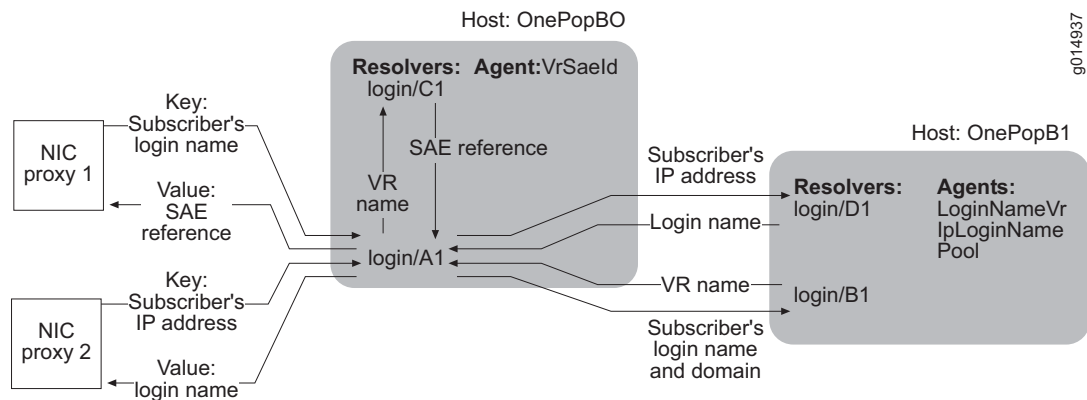 Host: OnePopBO
g014937
Resolvers: Agent:VrSaeId
login/C1
Key:
Subscriber's
login name
NIC
proxy 1
SAE reference
Host: OnePopB1
Subscriber's
IP address
Value:
SAE
reference
VR
name
Resolvers: Agents:
login/D1 LoginNameVr
IpLoginName
Pool
Login name
login/A1
Key:
Subscriber's
IP address
VR name
login/B1
NIC
proxy 2
Subscriber's
login name
and domain
Value:
login name